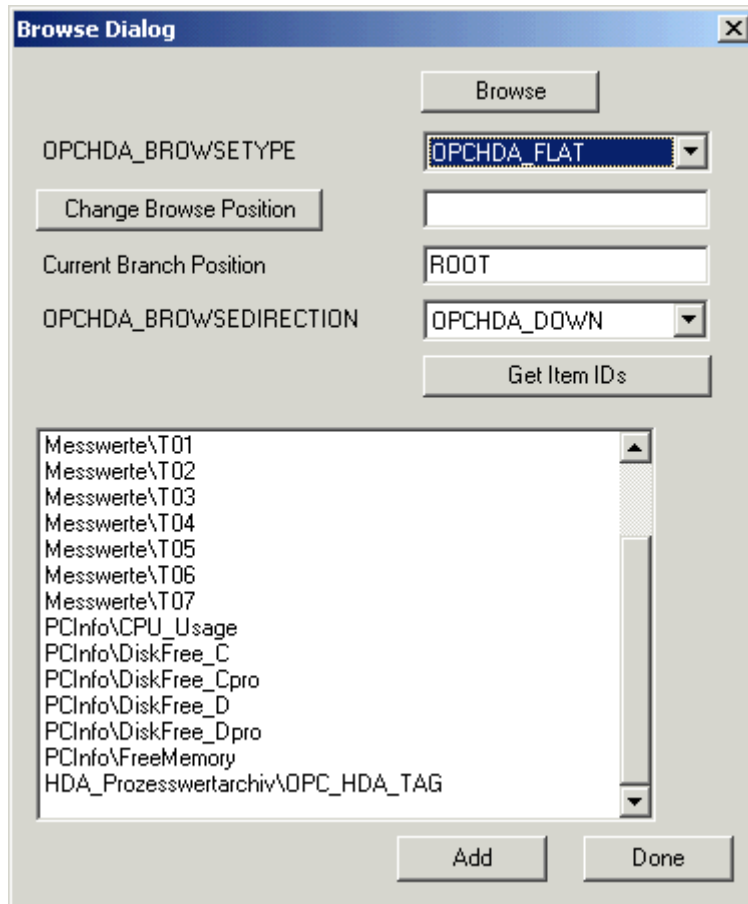 Browse Dialog
Browse
OPCHDA_BROWSETYPE
OPCHDA_FLAT
Change Browse Position
Current Branch Position
ROOT
OPCHDA_BROWSEDIRECTION
OPCHDA_DOWN
Get Item IDs
Messwerte\T01
Messwerte\T02
Messwerte\T03
Messwerte\T04
Messwerte\T05
Messwerte\T06
Messwerte\T07
PCInfo\CPU_Usage
PCInfo\DiskFree_C
PCInfo\DiskFree_Cpro
PCInfo\DiskFree_D
PCInfo\DiskFree_Dpro
PCInfo\FreeMemory
HDA_Prozesswertarchiv\OPC_HDA_TAG
Add
Done